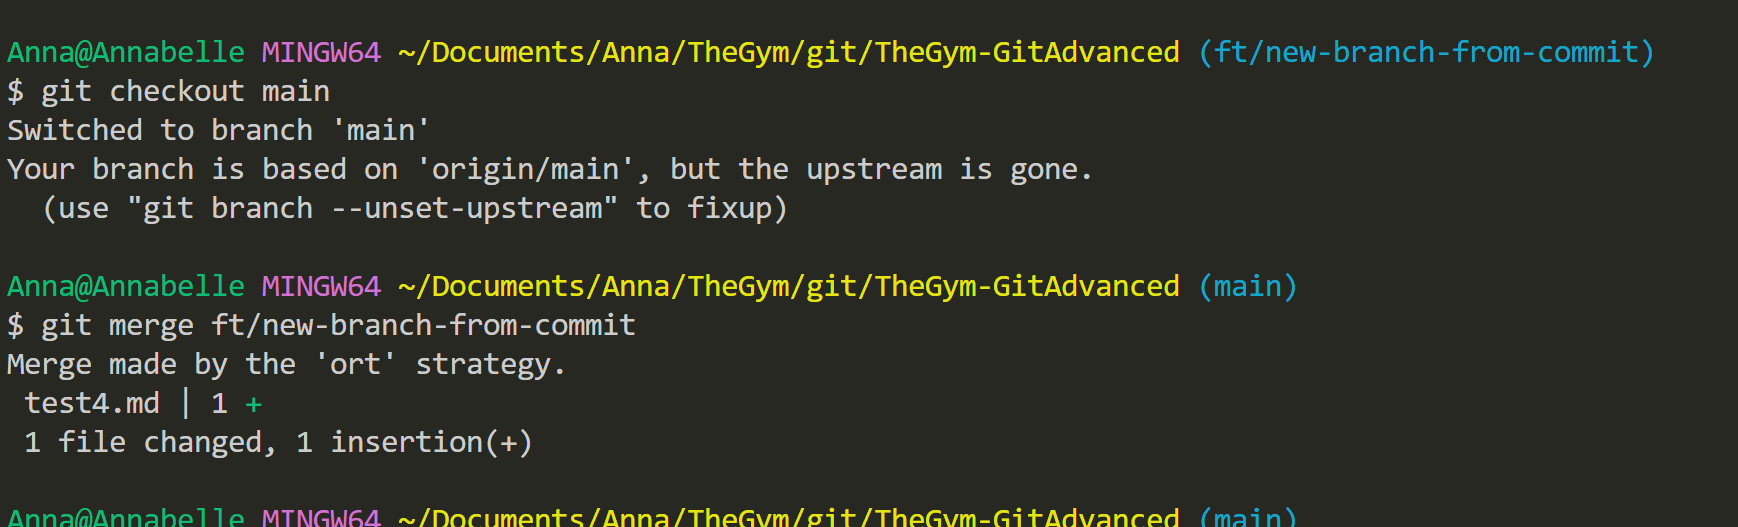 Anna@Annabelle MINGW64 ~/Documents/Anna/TheGym/git/TheGym-GitAdvanced (ft/new-branch-from-commit)
$ git checkout main
Switched to branch 'main'
Your branch is based on 'origin/main', but the upstream is gone.
  (use "git branch --unset-upstream" to fixup)

Anna@Annabelle MINGW64 ~/Documents/Anna/TheGym/git/TheGym-GitAdvanced (main)
$ git merge ft/new-branch-from-commit
Merge made by the 'ort' strategy.
 test4.md | 1 +
 1 file changed, 1 insertion(+)

Anna@Annabelle MINGW64 ~/Documents/Anna/TheGym/git/TheGym-GitAdvanced (main)